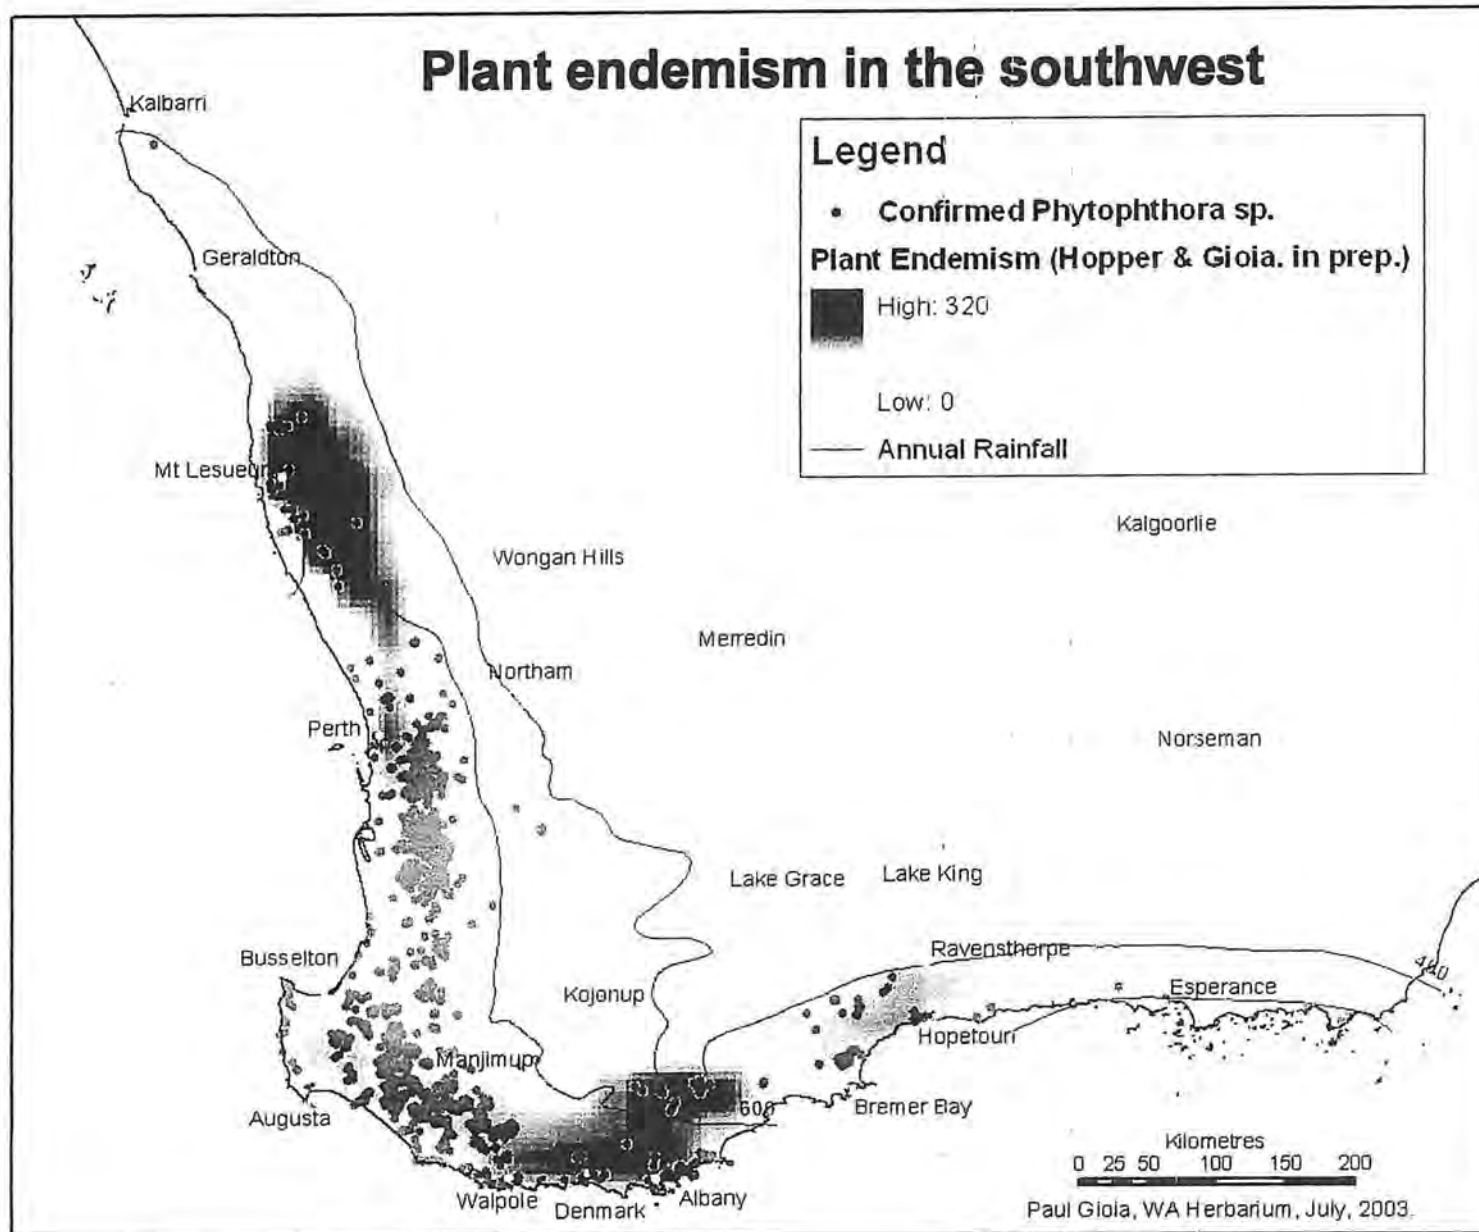 Plant endemism in the southwest
Kalbarri
Legend
Confirmed Phytophthora sp.
Plant Endemism (Hopper & Gioia. in prep.)
High: 320
Low: 0
Annual Rainfall
Geraldton
Mt Lesueur
Kalgoorlie
Wongan Hills
Merredin
Northam
Perth
Norseman
Lake Grace
Lake King
Busselton
Ravensthorpe
Kojonup
Esperance
Hopetoun
Manjimup
Augusta
600
Bremer Bay
Walpole
Denmark
Albany
Kilometres
0 25 50 100 150 200
Paul Gioia, WA Herbarium, July, 2003.